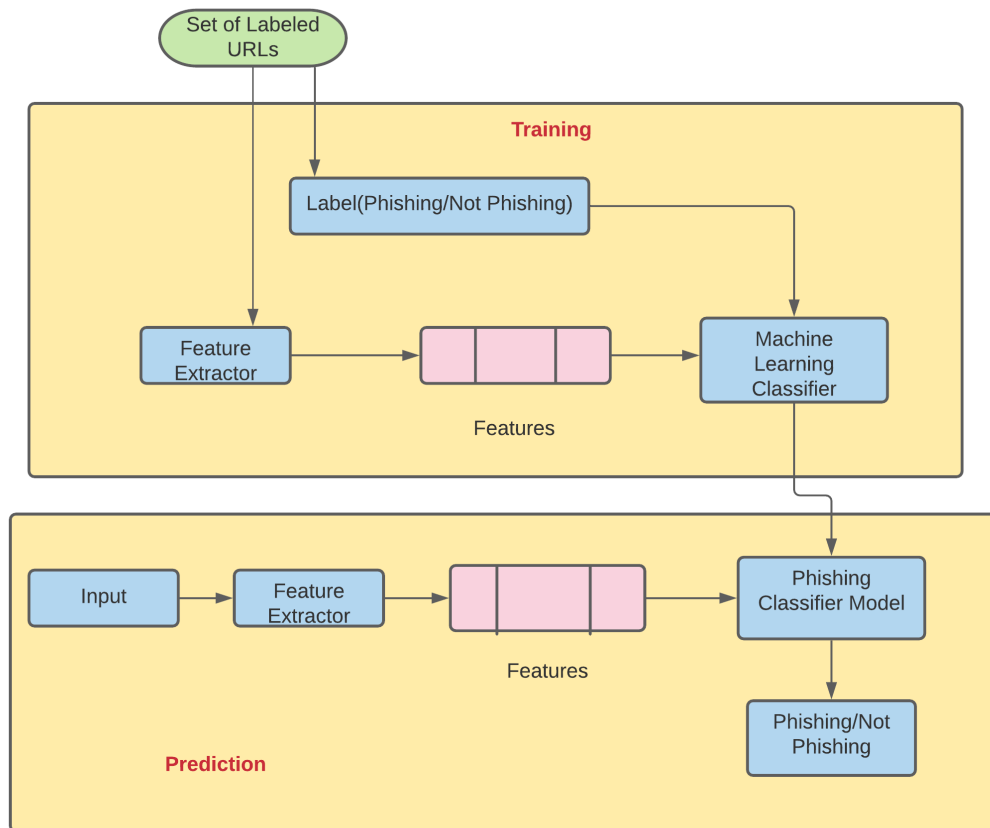 Set of Labeled
URLs
Training
Label(Phishing/Not Phishing)
Feature
Extractor
Machine
Learning
Classifier
Features
Input
Feature
Extractor
Phishing
Classifier Model
Features
Phishing/Not
Phishing
Prediction